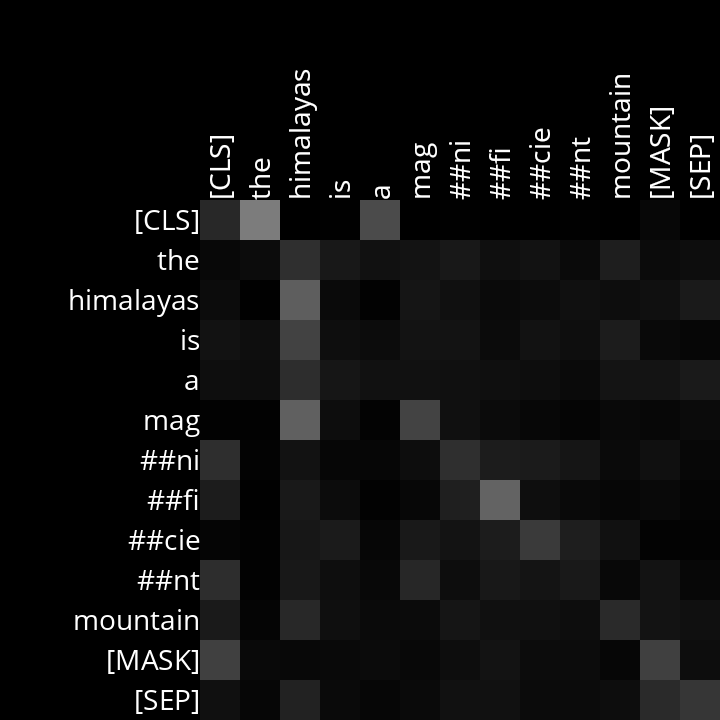 [CLS] the himalayas is a mag ##ni ##fi ##cie ##nt mountain [MASK] [SEP]
[CLS]
the
himalayas
is
a
mag
##ni
##fi
##cie
##nt
mountain
[MASK]
[SEP]